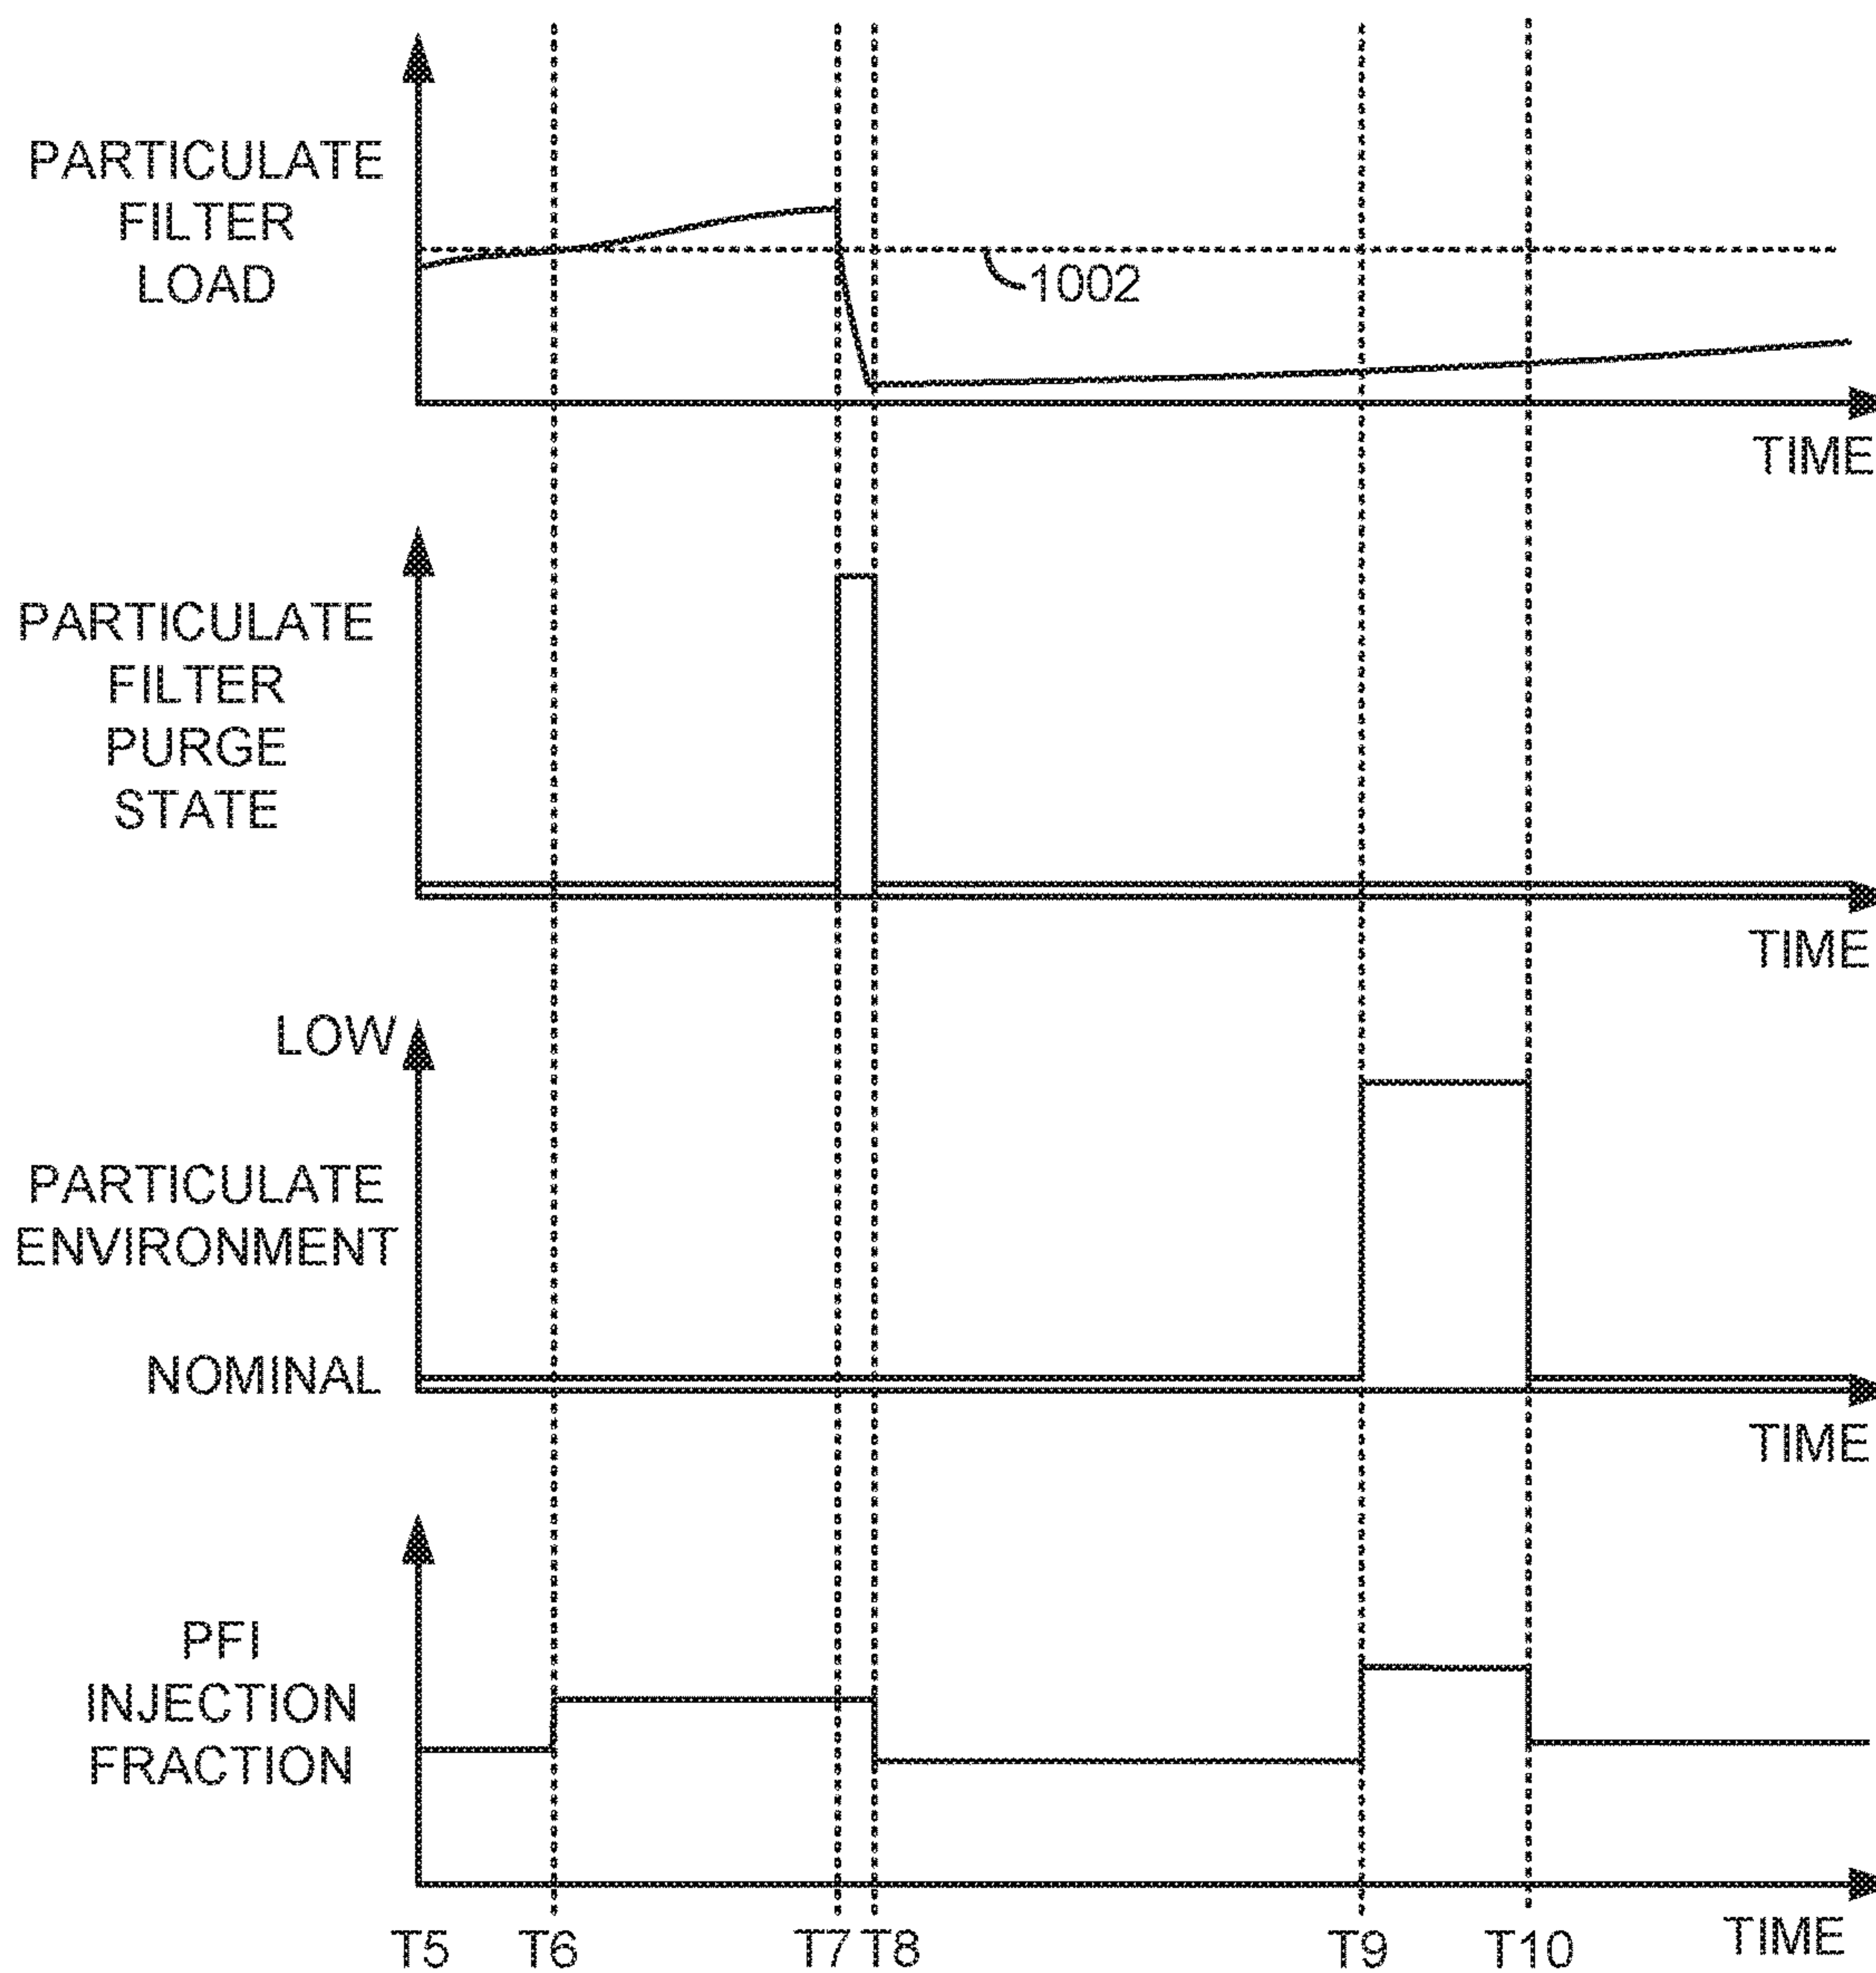 PARTICULATE
FILTER
LOAD
1002
TIME
PARTICULATE
FILTER
PURGE
STATE
TIME
LOW
PARTICULATE
ENVIRONMENT
NOMINAL
TIME
PFI
INJECTION
FRACTION
T5 T6 T7 T8 T9 T10 TIME